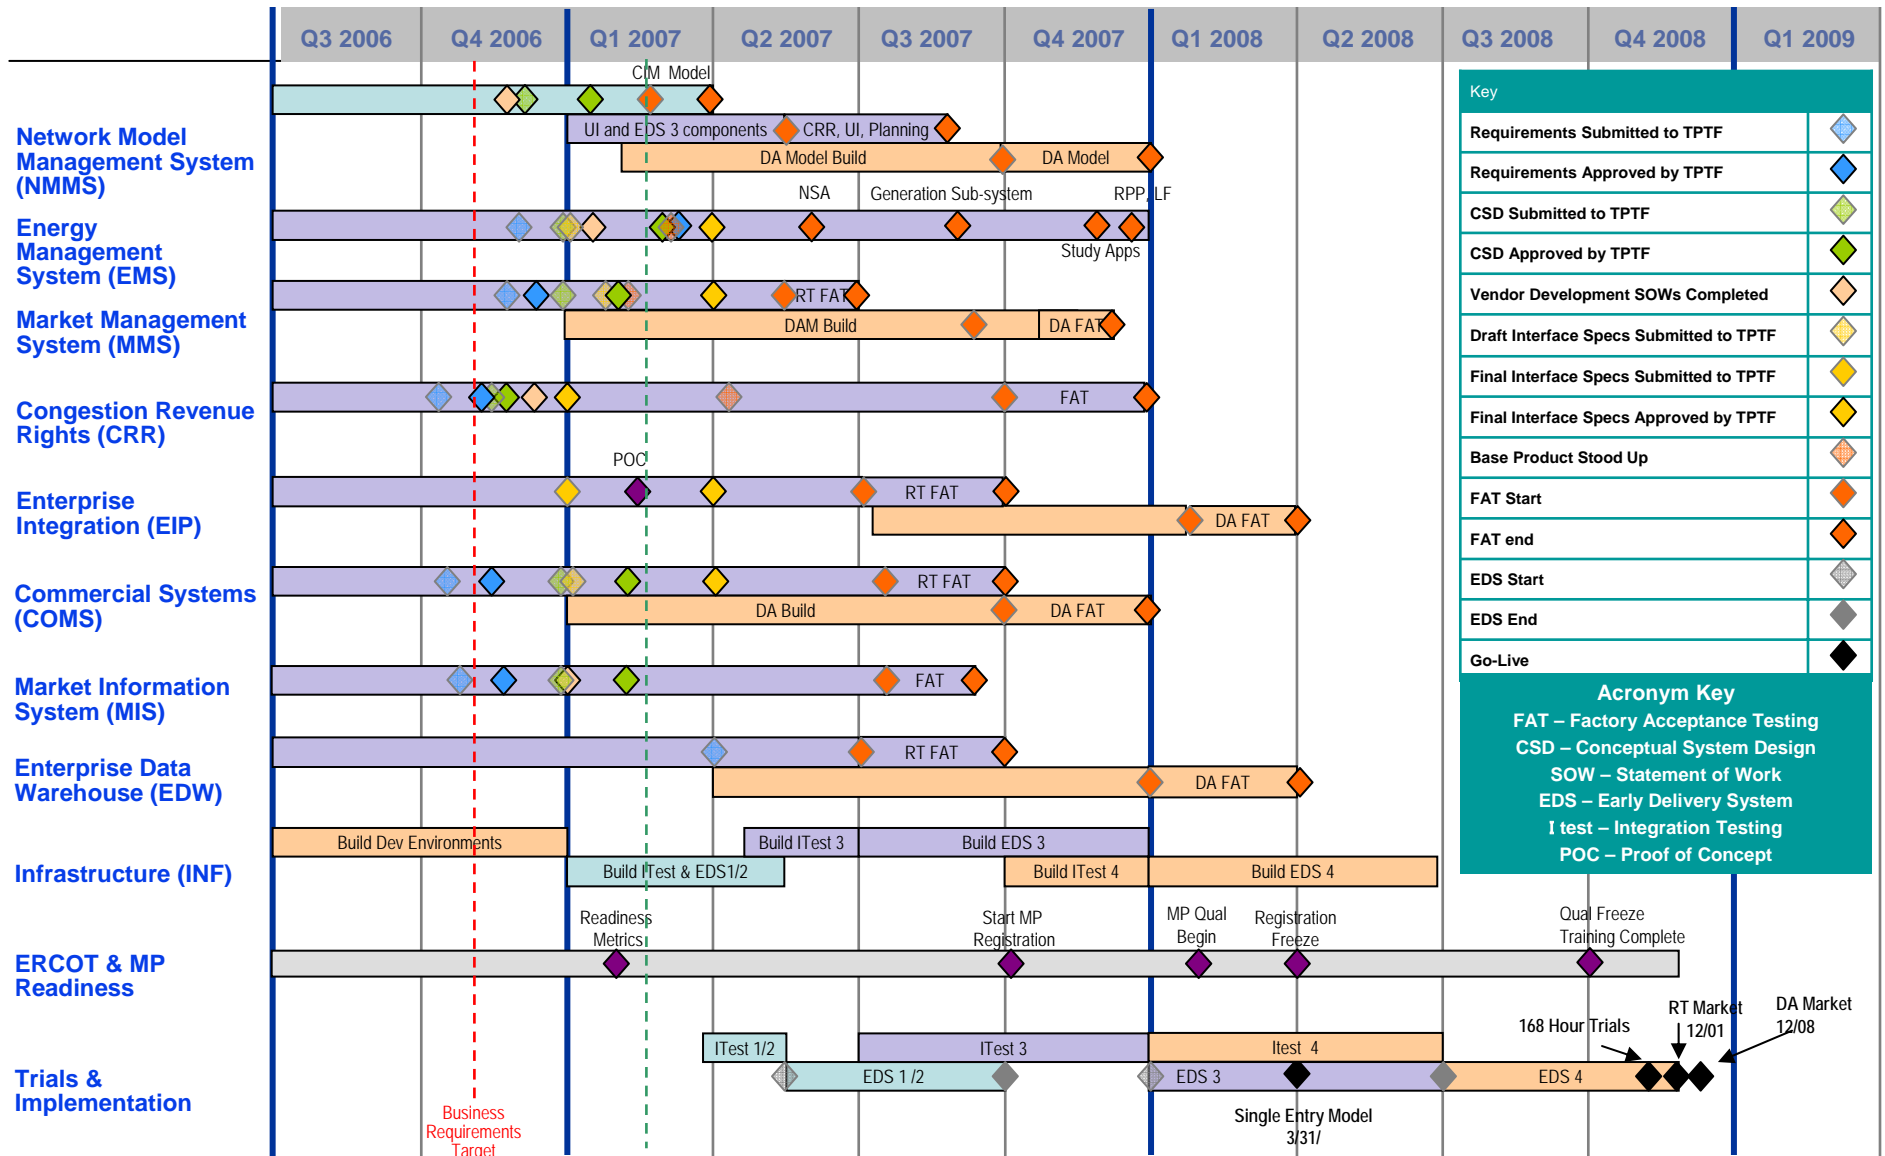 Q3 2006 Q4 2006 Q1 2007 Q2 2007 Q3 2007 Q4 2007 Q1 2008 Q2 2008 Q3 2008 Q4 2008 Q1 2009
CIM Model
Network Model
Management System
(NMMS)
UI and EDS 3 components
CRR, UI, Planning
DA Model Build
DA Model
NSA
Generation Sub-system
RPP, LF
Energy
Management
System (EMS)
Study Apps
Market Management
System (MMS)
RT FAT
DAM Build
DA FAT
Congestion Revenue
Rights (CRR)
FAT
POC
Enterprise
Integration (EIP)
RT FAT
DA FAT
Commercial Systems
(COMS)
RT FAT
DA Build
DA FAT
Market Information
System (MIS)
FAT
Enterprise Data
Warehouse (EDW)
RT FAT
DA FAT
Infrastructure (INF)
Build Dev Environments
Build ITest 3
Build EDS 3
Build ITest & EDS1/2
Build ITest 4
Build EDS 4
ERCOT & MP
Readiness
Readiness
Metrics
Start MP
Registration
MP Qual
Begin
Registration
Freeze
Qual Freeze
Training Complete
Trials &
Implementation
ITest 1/2
ITest 3
Itest 4
EDS 1 /2
EDS 3
EDS 4
168 Hour Trials
RT Market
12/01
DA Market
12/08
Single Entry Model
3/31/
Business
Requirements
Target
Key
Requirements Submitted to TPTF
Requirements Approved by TPTF
CSD Submitted to TPTF
CSD Approved by TPTF
Vendor Development SOWs Completed
Draft Interface Specs Submitted to TPTF
Final Interface Specs Submitted to TPTF
Final Interface Specs Approved by TPTF
Base Product Stood Up
FAT Start
FAT end
EDS Start
EDS End
Go-Live
Acronym Key
FAT – Factory Acceptance Testing
CSD – Conceptual System Design
SOW – Statement of Work
EDS – Early Delivery System
I test – Integration Testing
POC – Proof of Concept